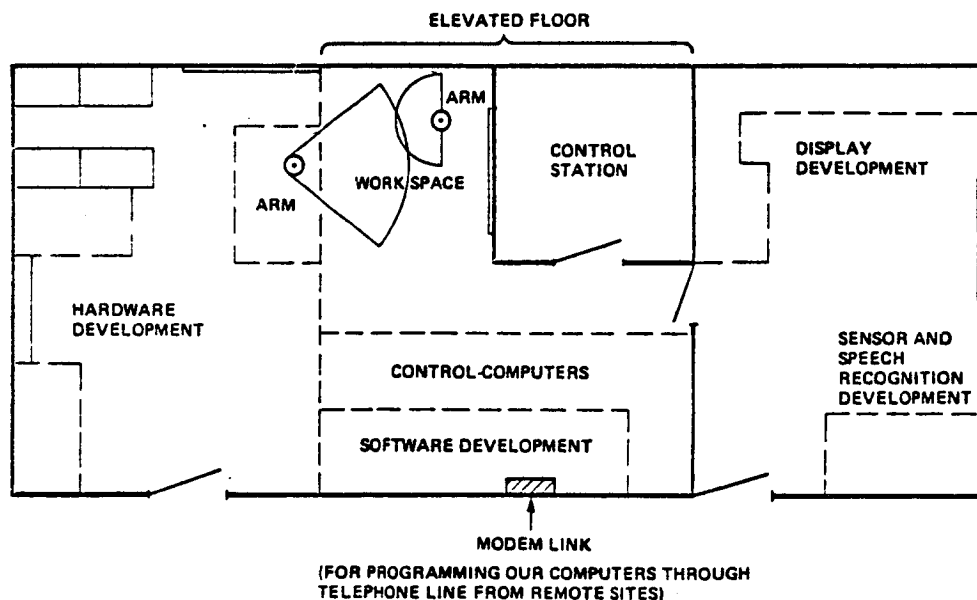 ELEVATED FLOOR
ARM
ARM
WORK SPACE
CONTROL
STATION
DISPLAY
DEVELOPMENT
HARDWARE
DEVELOPMENT
CONTROL-COMPUTERS
SOFTWARE DEVELOPMENT
SENSOR AND
SPEECH
RECOGNITION
DEVELOPMENT
MODEM LINK
(FOR PROGRAMMING OUR COMPUTERS THROUGH
TELEPHONE LINE FROM REMOTE SITES)